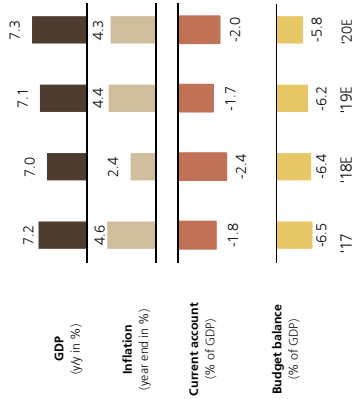 GDP
(y/y in %)
7.2
7.0
7.1
7.3
Inflation
(year end in %)
4.6
2.4
4.4
4.3
Current account
(% of GDP)
-1.8
-2.4
-1.7
-2.0
Budget balance
(% of GDP)
-6.5
-6.4
-6.2
-5.8
'17
'18E
'19E
'20E